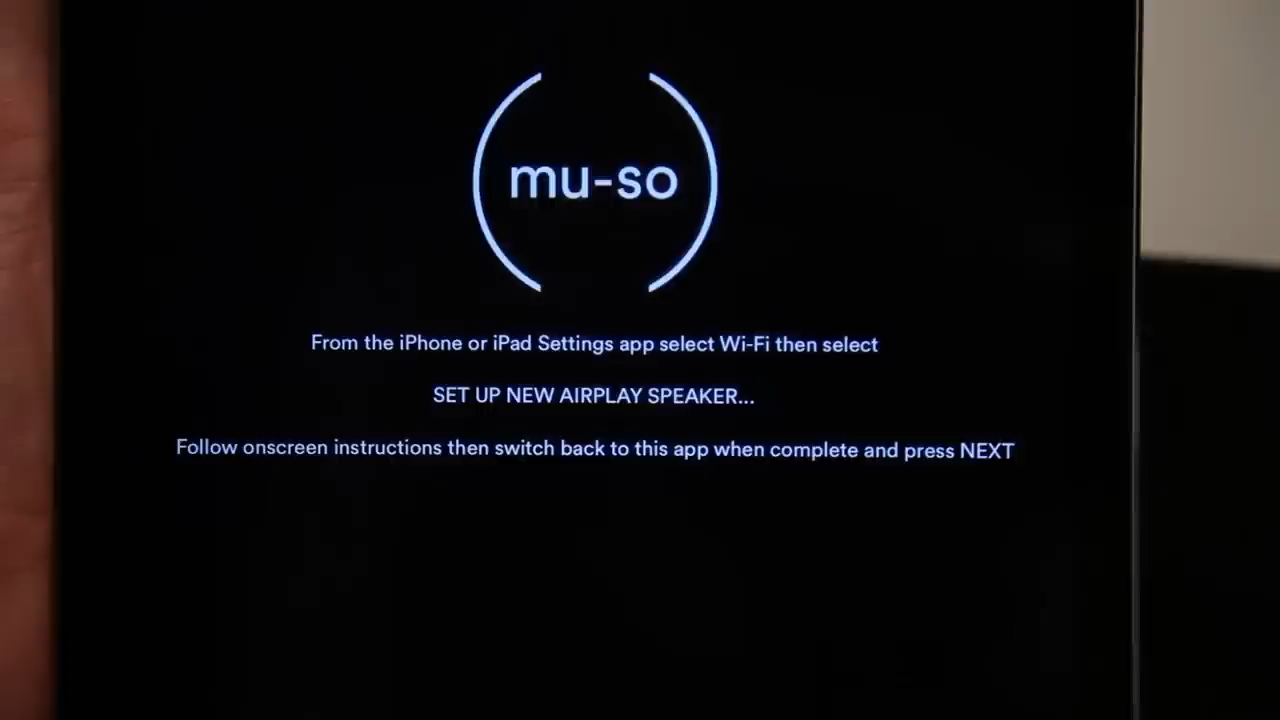 mu-so
From the iPhone or iPad Settings app select Wi-Fi then select
SET UP NEW AIRPLAY SPEAKER...
Follow onscreen instructions then switch back to this app when complete and press NEXT